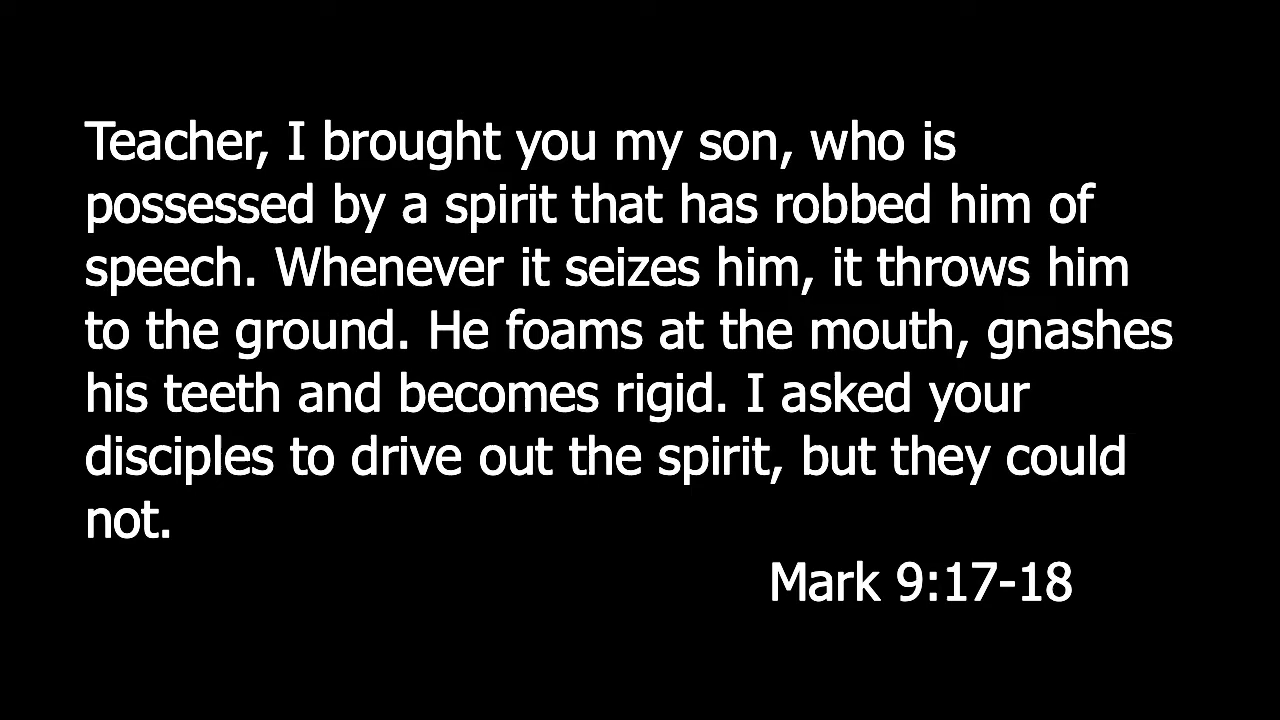 Teacher, I brought you my son, who is
possessed by a spirit that has robbed him of
speech. Whenever it seizes him, it throws him
to the ground. He foams at the mouth, gnashes
his teeth and becomes rigid. I asked your
disciples to drive out the spirit, but they could
not.
Mark 9:17-18